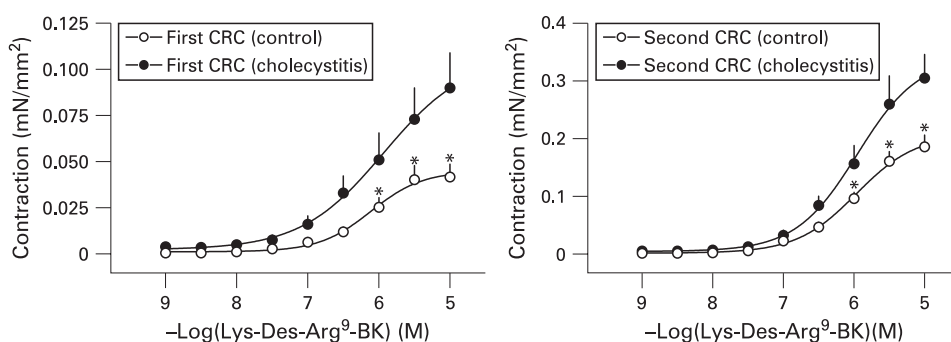 0.125
0.100
0.075
0.050
0.025
0
Contraction (mN/mm²)
First CRC (control)
First CRC (cholecystitis)
* * *
9 8 7 6 5
–Log(Lys-Des-Arg⁹-BK) (M)
0.4
0.3
0.2
0.1
0
Contraction (mN/mm²)
Second CRC (control)
Second CRC (cholecystitis)
* * *
9 8 7 6 5
–Log(Lys-Des-Arg⁹-BK)(M)